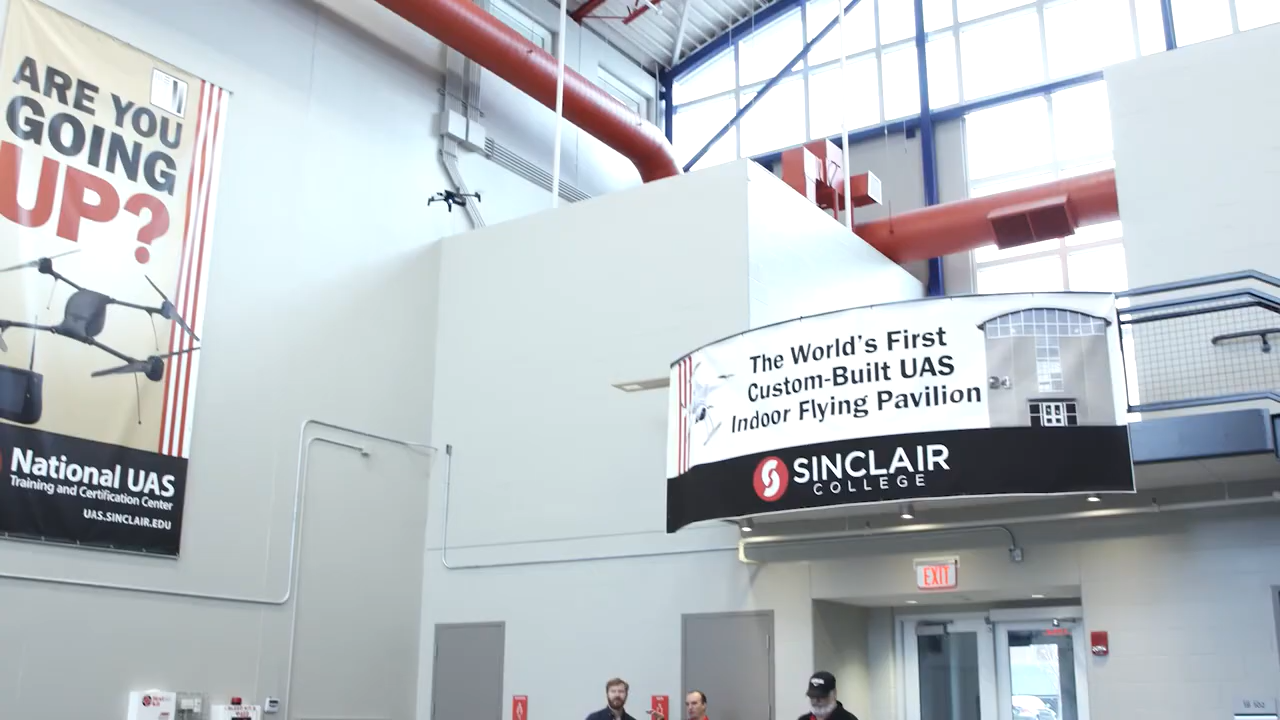 ARE YOU
GOING
UP?
National UAS
Training and Certification Center
UAS.SINCLAIR.EDU
The World's First
Custom-Built UAS
Indoor Flying Pavilion
SINCLAIR
COLLEGE
EXIT